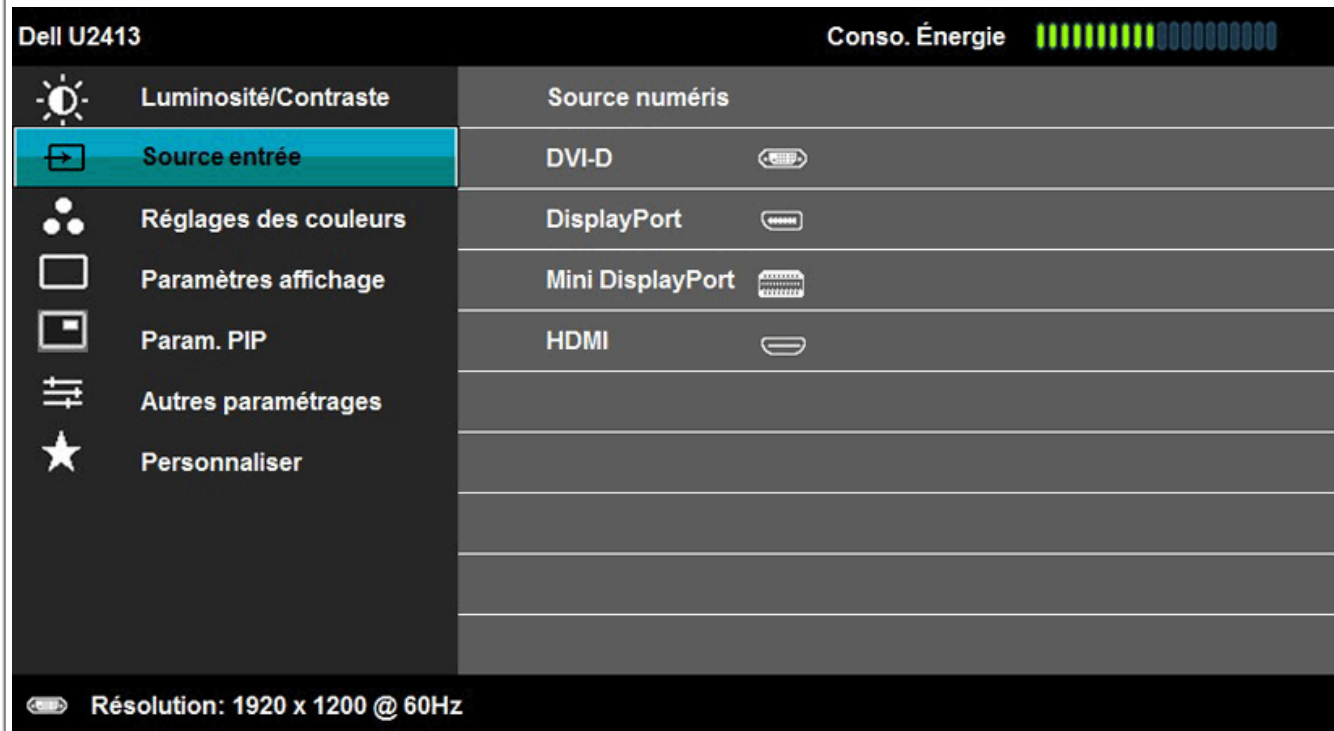 Dell U2413 Conso. Énergie
Luminosité/Contraste Source numéris
Source entrée DVI-D
Réglages des couleurs DisplayPort
Paramètres affichage Mini DisplayPort
Param. PIP HDMI
Autres paramétrages
Personnaliser
Résolution: 1920 x 1200 @ 60Hz